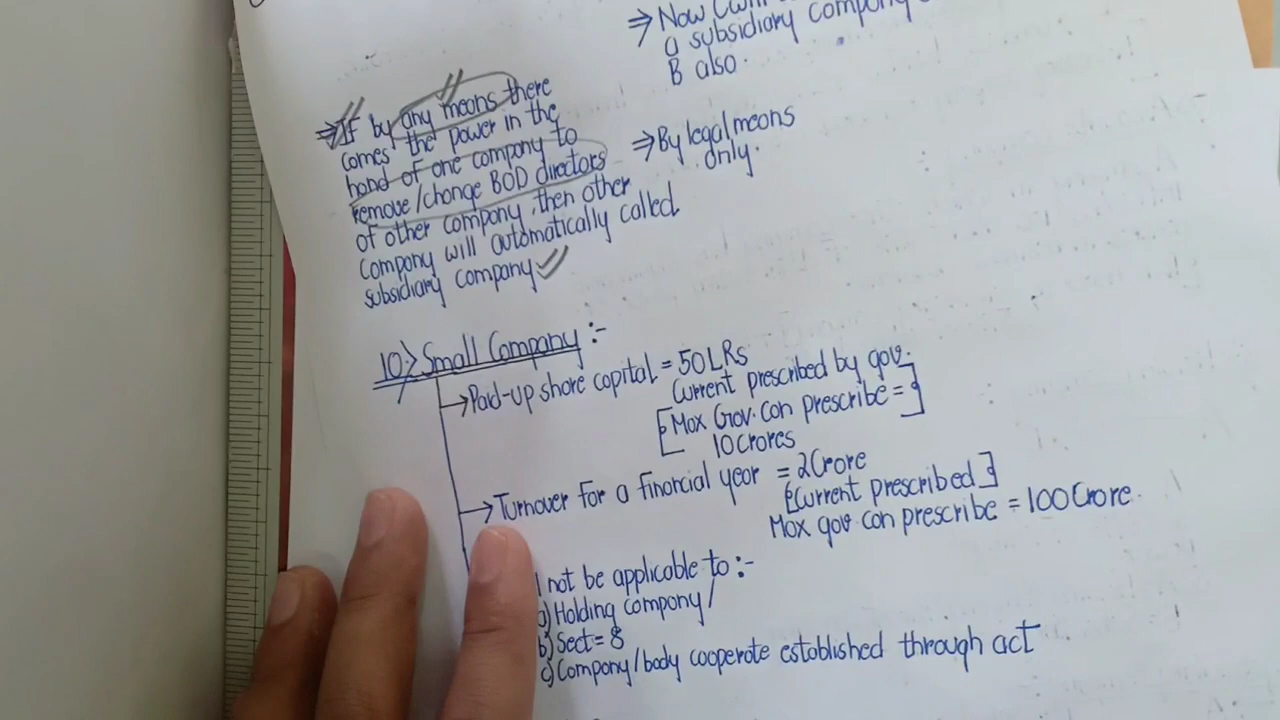 ⇒ Now
a subsidiary company
B also.
⇒ If by any means there
comes the power in the
hand of one company to
remove/change BOD directors
of other company, then other
company will automatically called
subsidiary company
⇒ By legal means
only.
10> Small Company :-
→ Paid-up share capital = 50LRs
Current prescribed by gov.
[Max Gov. Can prescribe =]
10 Crores
→ Turnover for a financial year = 2Crore
[Current prescribed]
Max gov. can prescribe = 100 Crore.
not be applicable to :-
a) Holding company/
b) Sect = 8
c) Company/body cooperate established through act